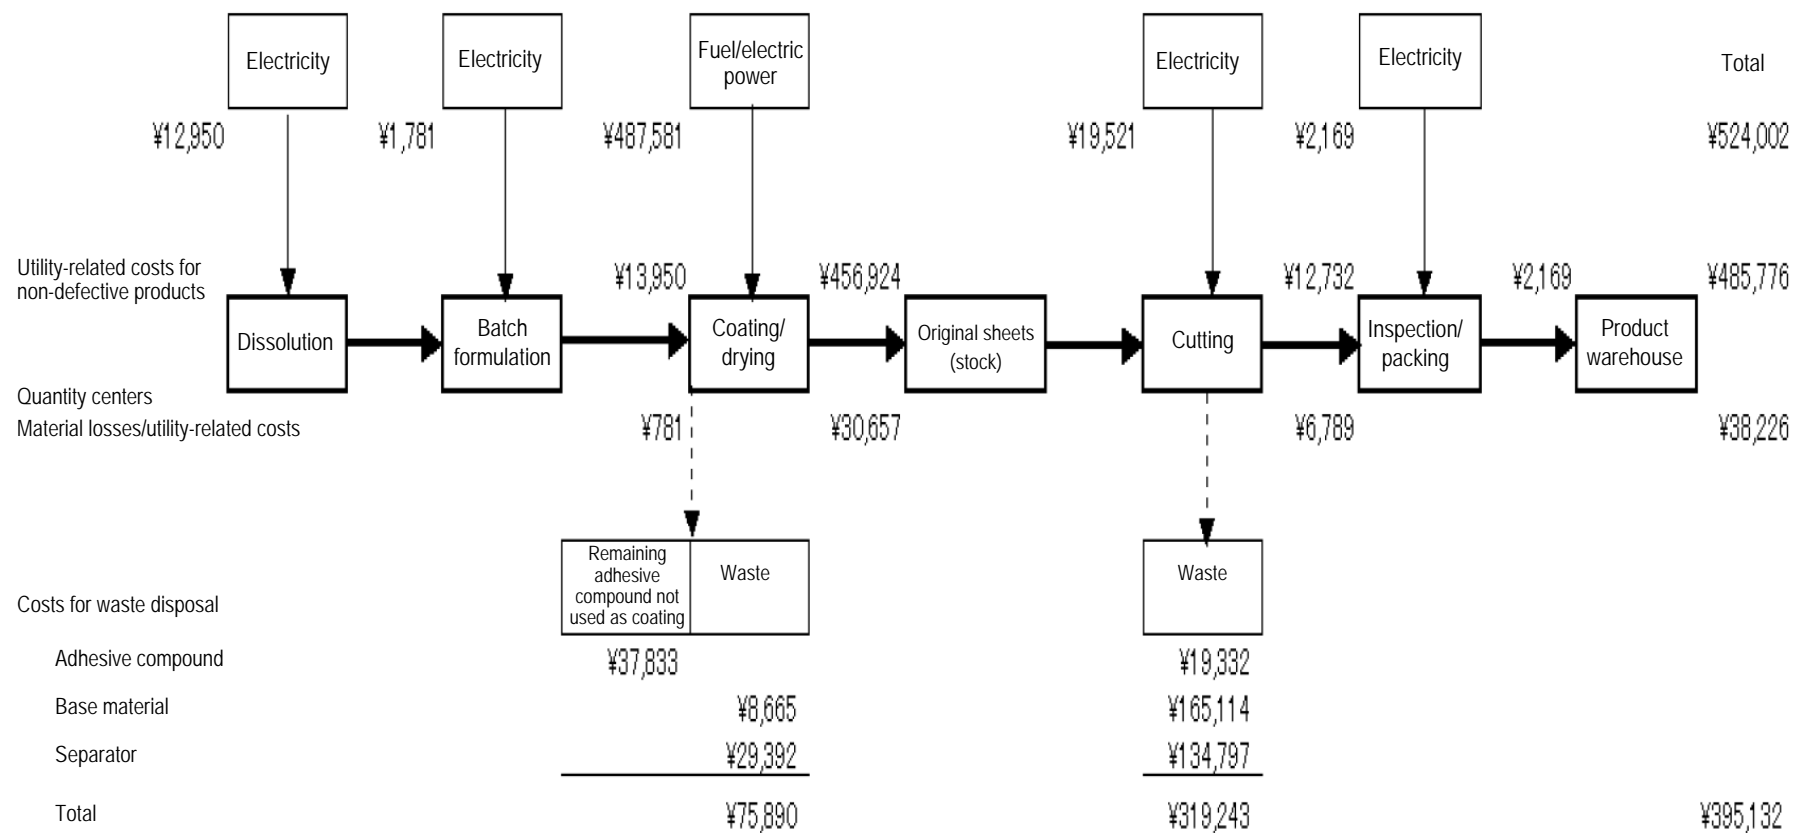 Electricity
Electricity
Fuel/electric
power
Electricity
Electricity
Total
¥12,950
¥1,781
¥487,581
¥19,521
¥2,169
¥524,002
Utility-related costs for
non-defective products
¥13,950
¥456,924
¥12,732
¥2,169
¥485,776
Dissolution
Batch
formulation
Coating/
drying
Original sheets
(stock)
Cutting
Inspection/
packing
Product
warehouse
Quantity centers
Material losses/utility-related costs
¥781
¥30,657
¥6,789
¥38,226
Remaining
adhesive
compound not
used as coating
Waste
Waste
Costs for waste disposal
Adhesive compound
¥37,833
¥19,332
Base material
¥8,665
¥165,114
Separator
¥29,392
¥134,797
Total
¥75,890
¥319,243
¥395,132